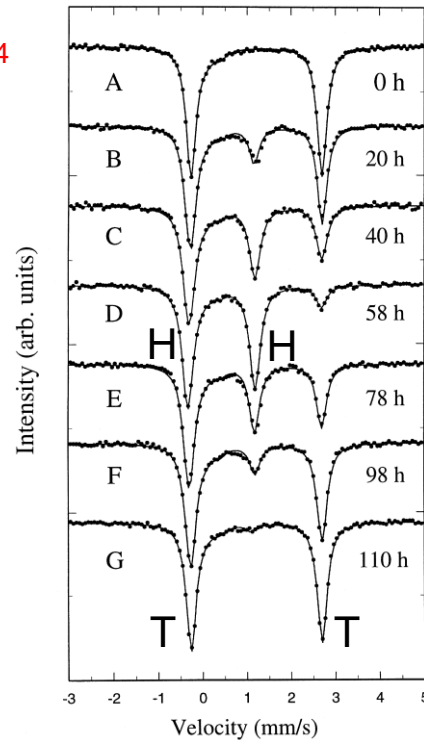 4
A 0 h
B 20 h
C 40 h
D 58 h
H H
E 78 h
F 98 h
G 110 h
T T
Intensity (arb. units)
-3 -2 -1 0 1 2 3 4 5
Velocity (mm/s)